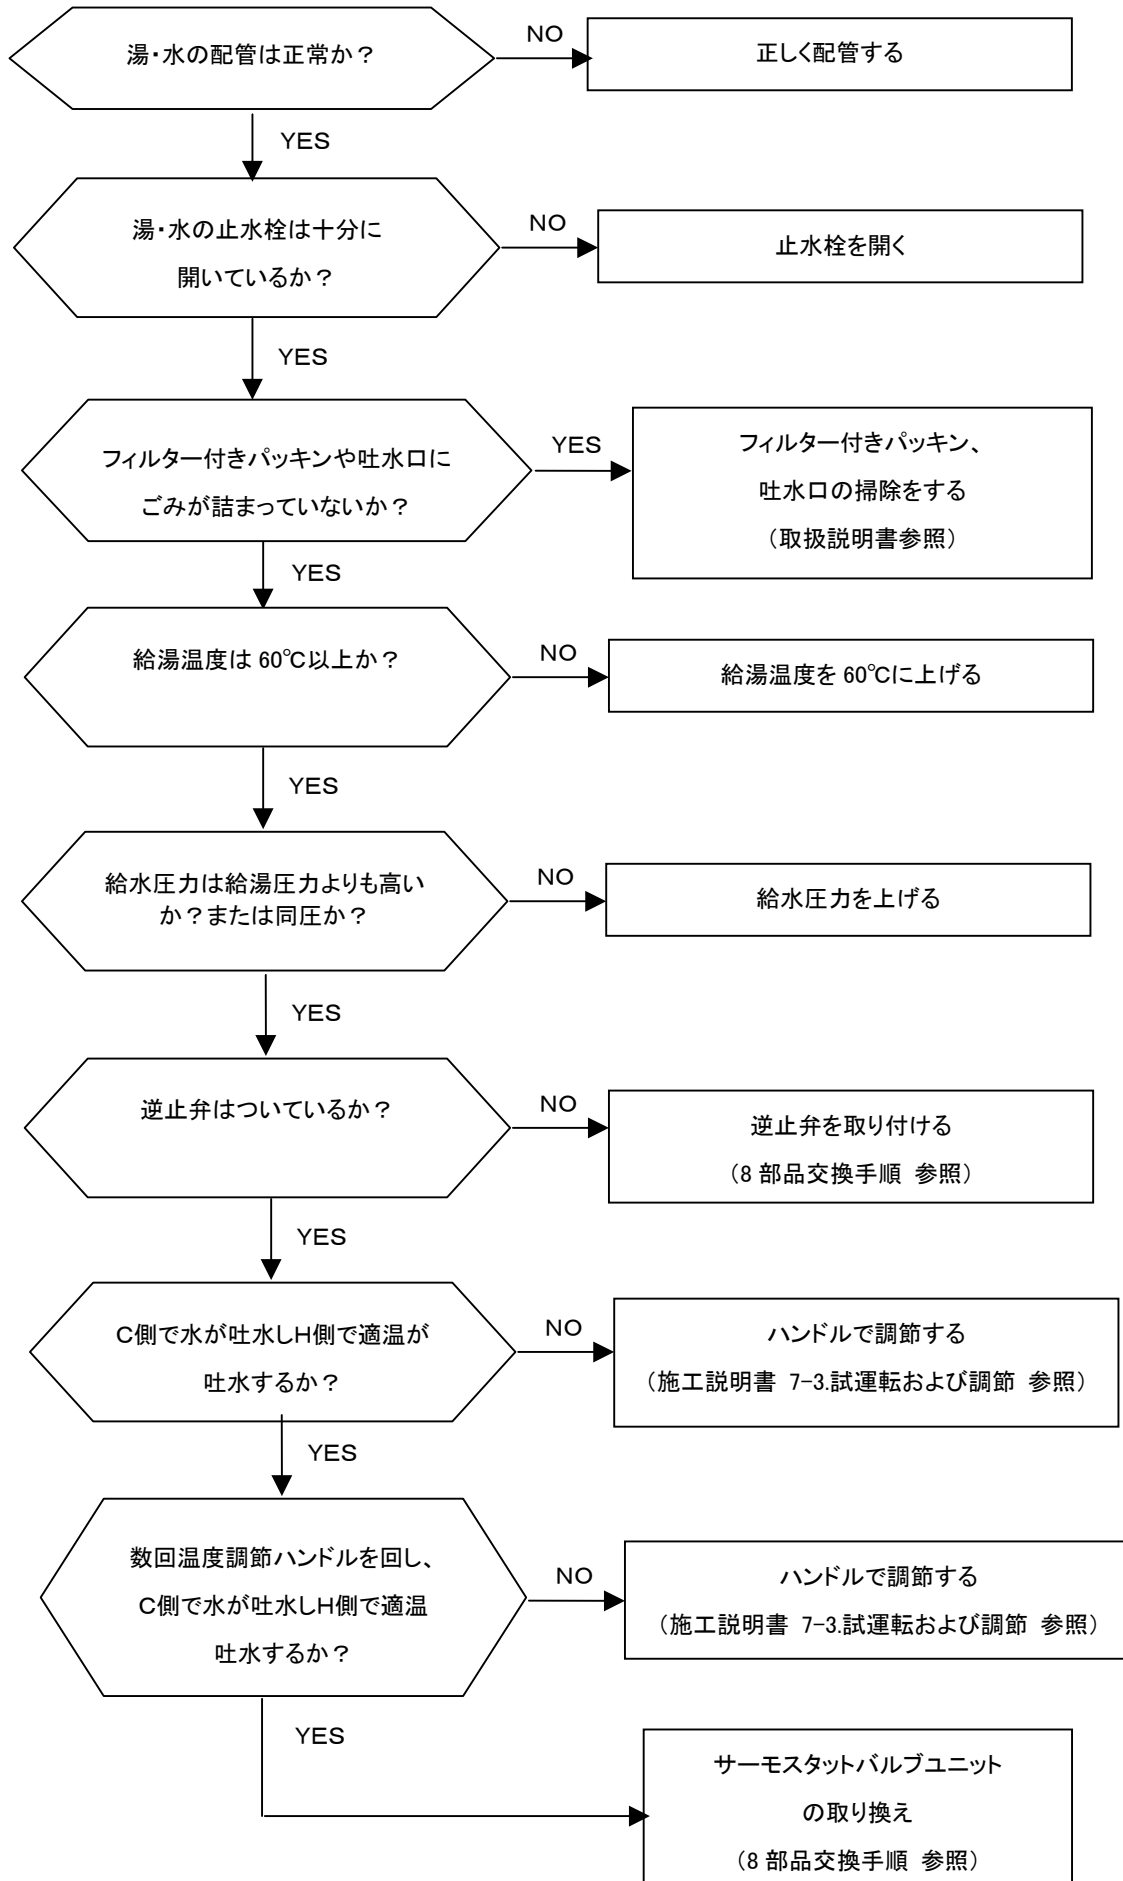 湯・水の配管は正常か？
NO
正しく配管する
YES
湯・水の止水栓は十分に
開いているか？
NO
止水栓を開く
YES
フィルター付きパッキンや吐水口に
ごみが詰まっていないか？
YES
フィルター付きパッキン、
吐水口の掃除をする
（取扱説明書参照）
YES
給湯温度は 60℃以上か？
NO
給湯温度を 60℃に上げる
YES
給水圧力は給湯圧力よりも高い
か？または同圧か？
NO
給水圧力を上げる
YES
逆止弁はついているか？
NO
逆止弁を取り付ける
（8 部品交換手順 参照）
YES
C側で水が吐水しH側で適温が
吐水するか？
NO
ハンドルで調節する
（施工説明書 7-3.試運転および調節 参照）
YES
数回温度調節ハンドルを回し、
C側で水が吐水しH側で適温
吐水するか？
NO
ハンドルで調節する
（施工説明書 7-3.試運転および調節 参照）
YES
サーモスタットバルブユニット
の取り換え
（8 部品交換手順 参照）